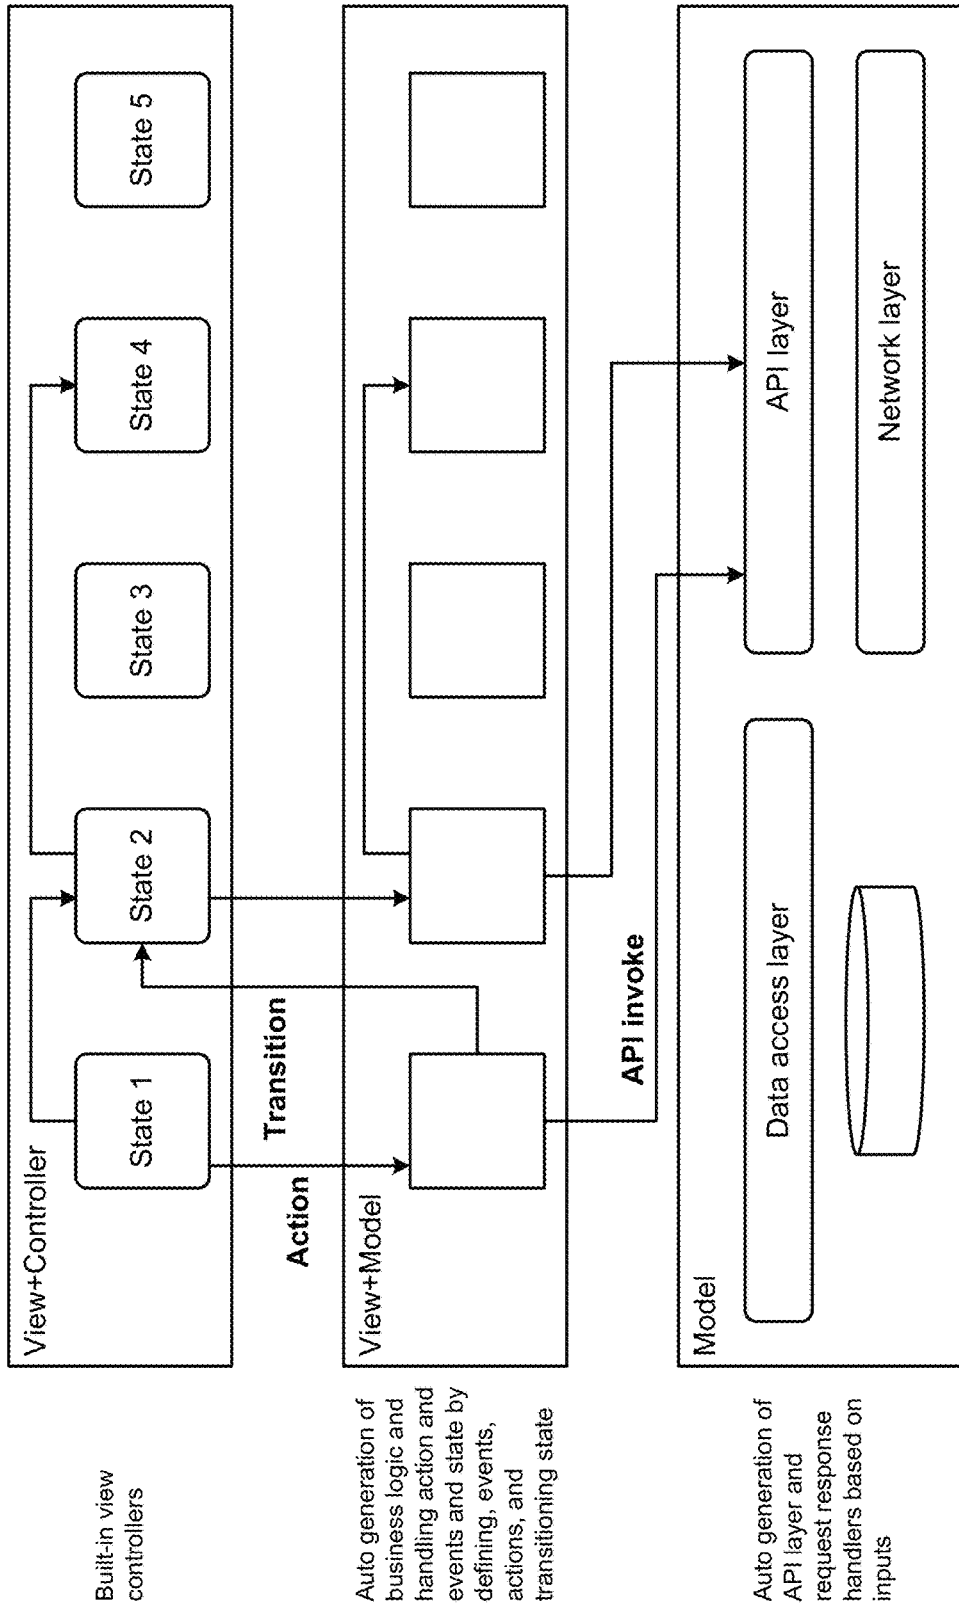 Built-in view
controllers
View+Controller
State 1
State 2
State 3
State 4
State 5
Action
Transition
Auto generation of
business logic and
handling action and
events and state by
defining, events,
actions, and
transitioning state
View+Model
API invoke
Auto generation of
API layer and
request response
handlers based on
inputs
Model
Data access layer
API layer
Network layer